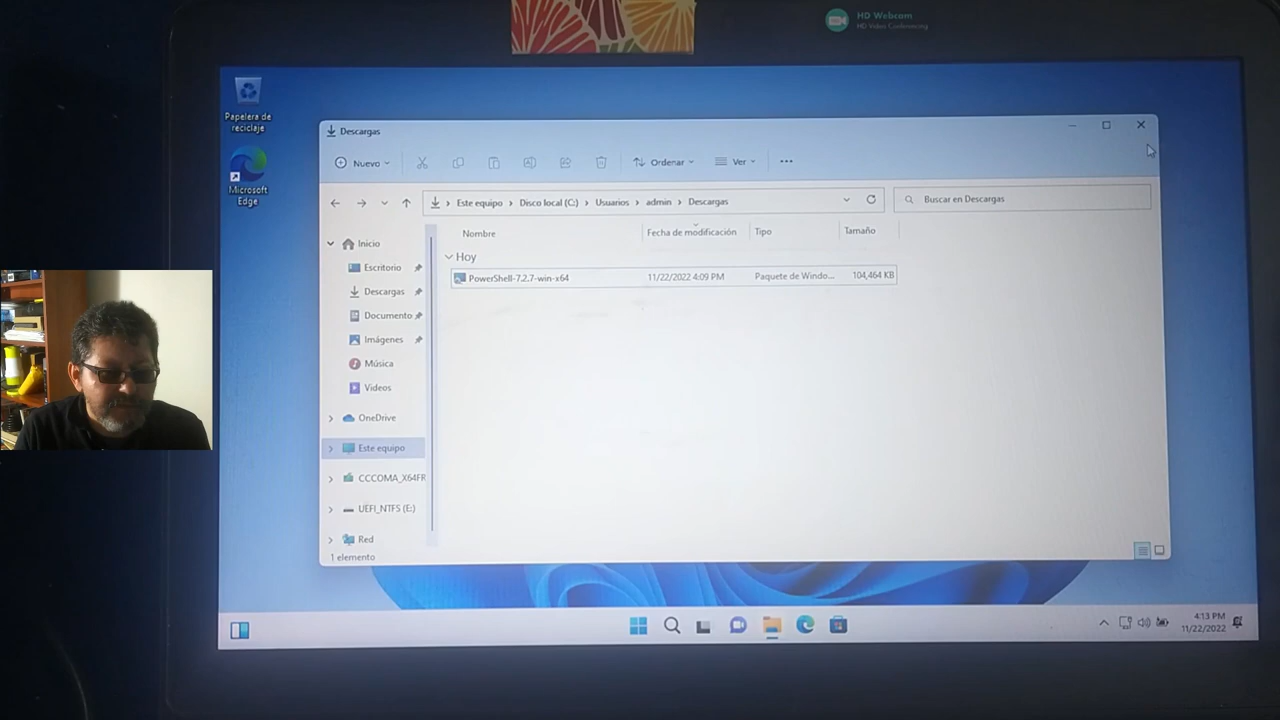 HD Webcam
HD Video Conferencing
Papelera de
reciclaje
Microsoft
Edge
Descargas
Nuevo
Ordenar
Ver
Este equipo > Disco local (C:) > Usuarios > admin > Descargas
Buscar en Descargas
Nombre
Fecha de modificación
Tipo
Tamaño
Hoy
PowerShell-7.2.7-win-x64
11/22/2022 4:09 PM
Paquete de Windo...
104,464 KB
Inicio
Escritorio
Descargas
Documento
Imágenes
Música
Videos
OneDrive
Este equipo
CCCOMA_X64FR
UEFI_NTFS (E:)
Red
1 elemento
4:13 PM
11/22/2022